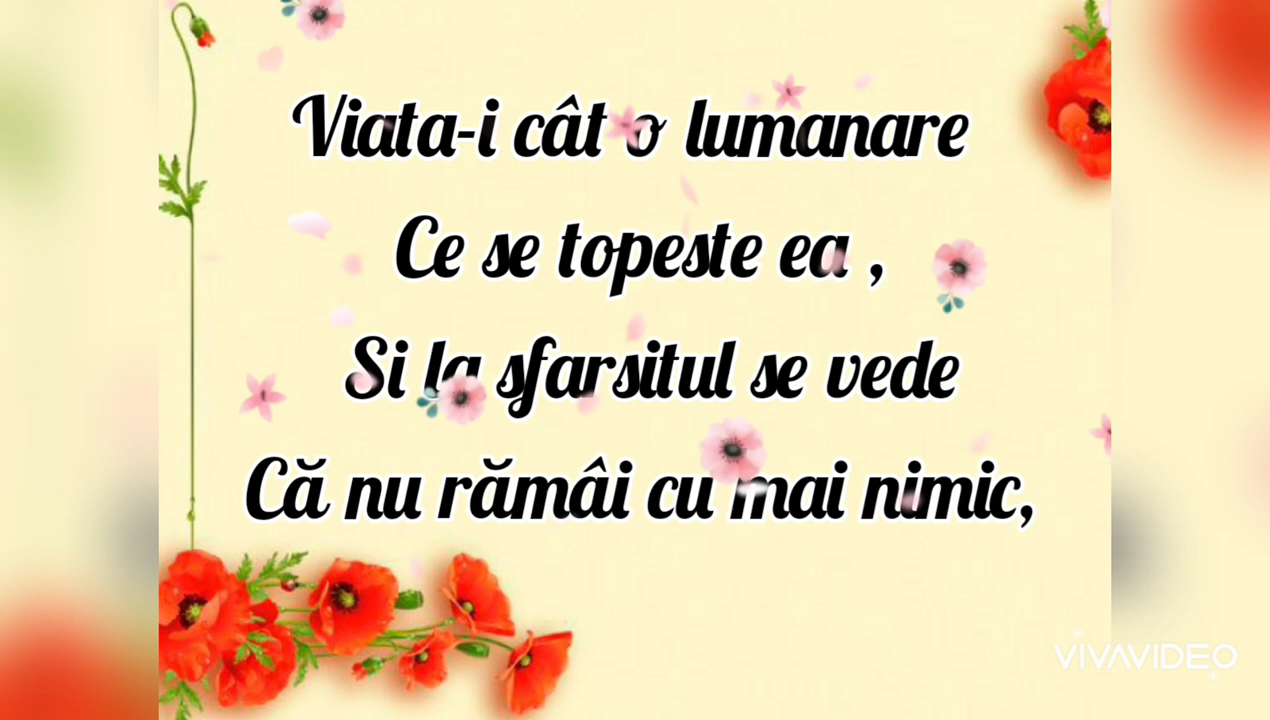 Viata-i cât o lumanare
Ce se topeste ea ,
Si la sfarsitul se vede
Că nu rămâi cu mai nimic,
VIVAVIDEO